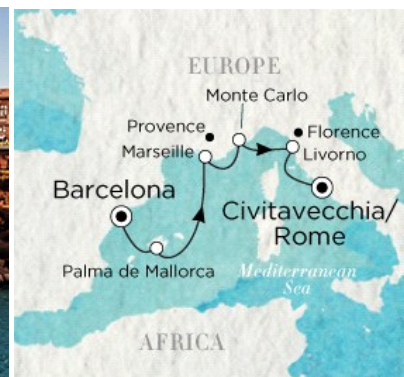 EUROPE
Monte Carlo
Provence
Florence
Marseille
Livorno
Barcelona
Civitavecchia/
Rome
Palma de Mallorca
Mediterranean
Sea
AFRICA